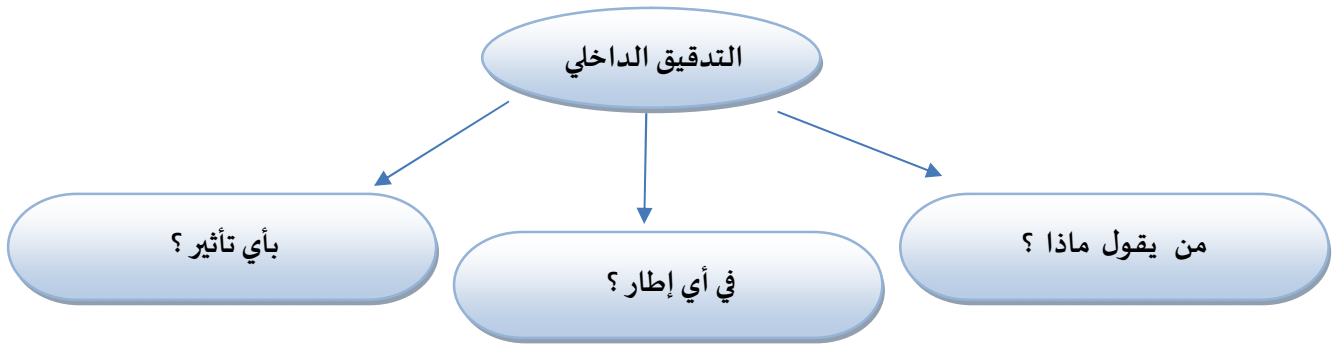 التدقيق الداخلي
من يقول ماذا ؟
في أي إطار ؟
بأي تأثير ؟